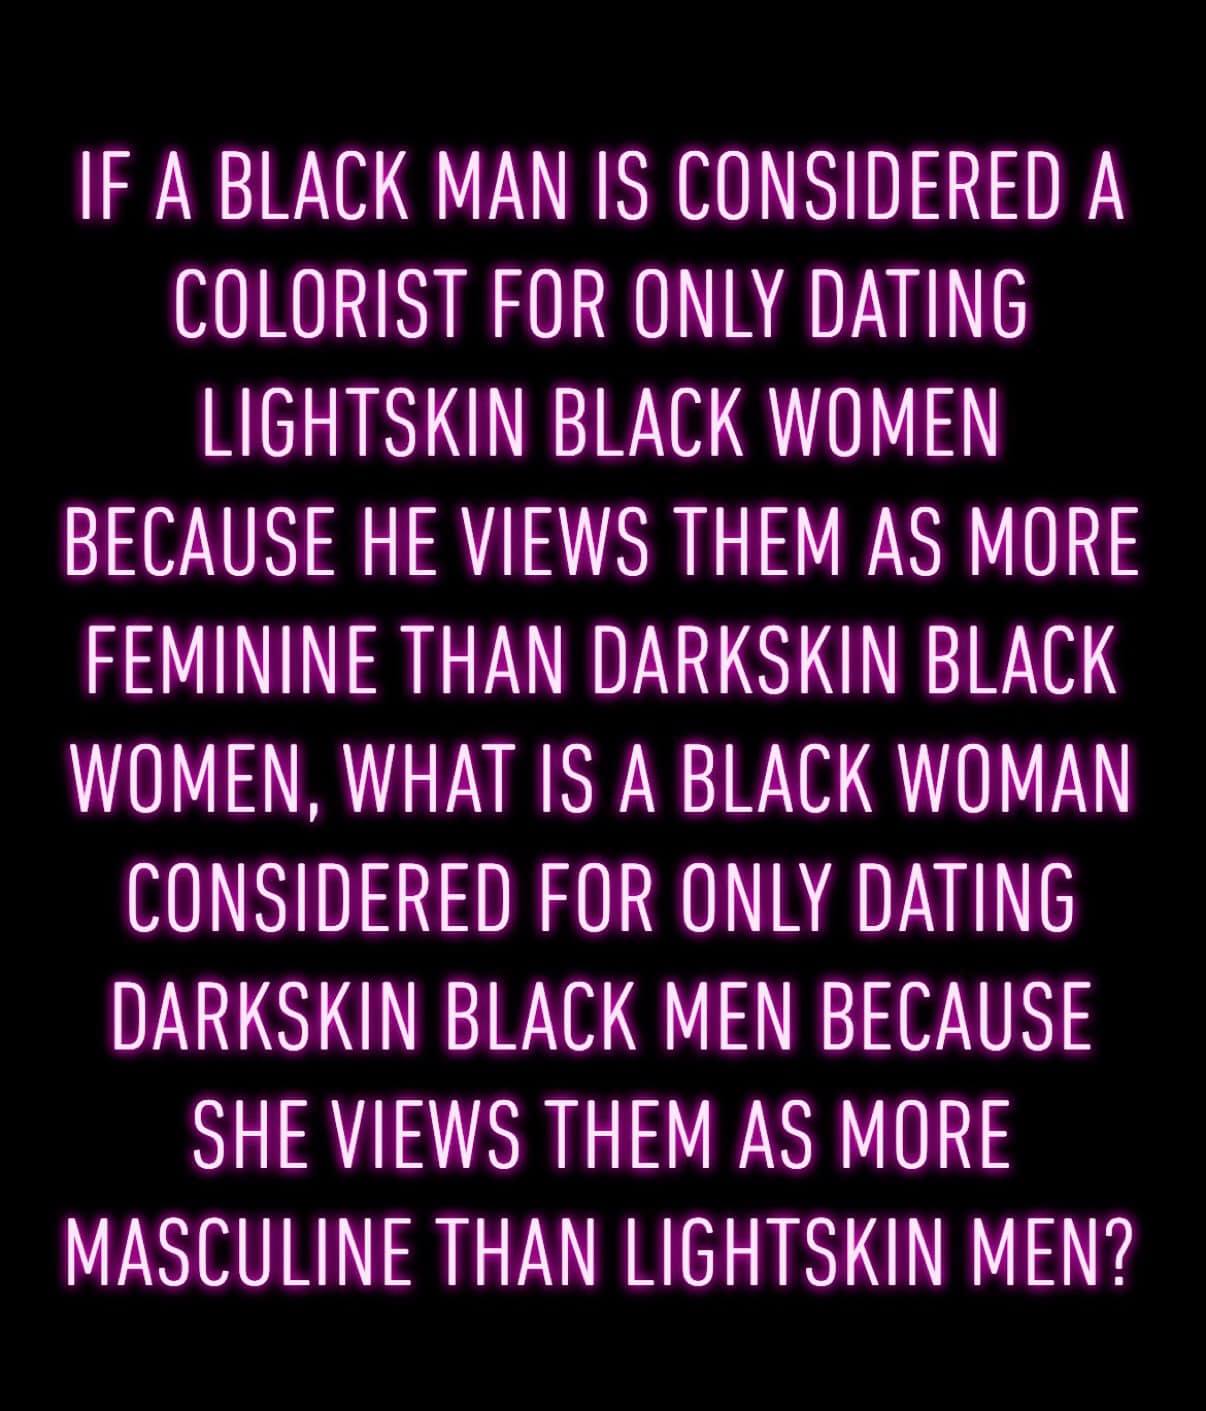 IF A BLACK MAN IS CONSIDERED A
COLORIST FOR ONLY DATING
LIGHTSKIN BLACK WOMEN
BECAUSE HE VIEWS THEM AS MORE
FEMININE THAN DARKSKIN BLACK
WOMEN, WHAT IS A BLACK WOMAN
CONSIDERED FOR ONLY DATING
DARKSKIN BLACK MEN BECAUSE
SHE VIEWS THEM AS MORE
MASCULINE THAN LIGHTSKIN MEN?